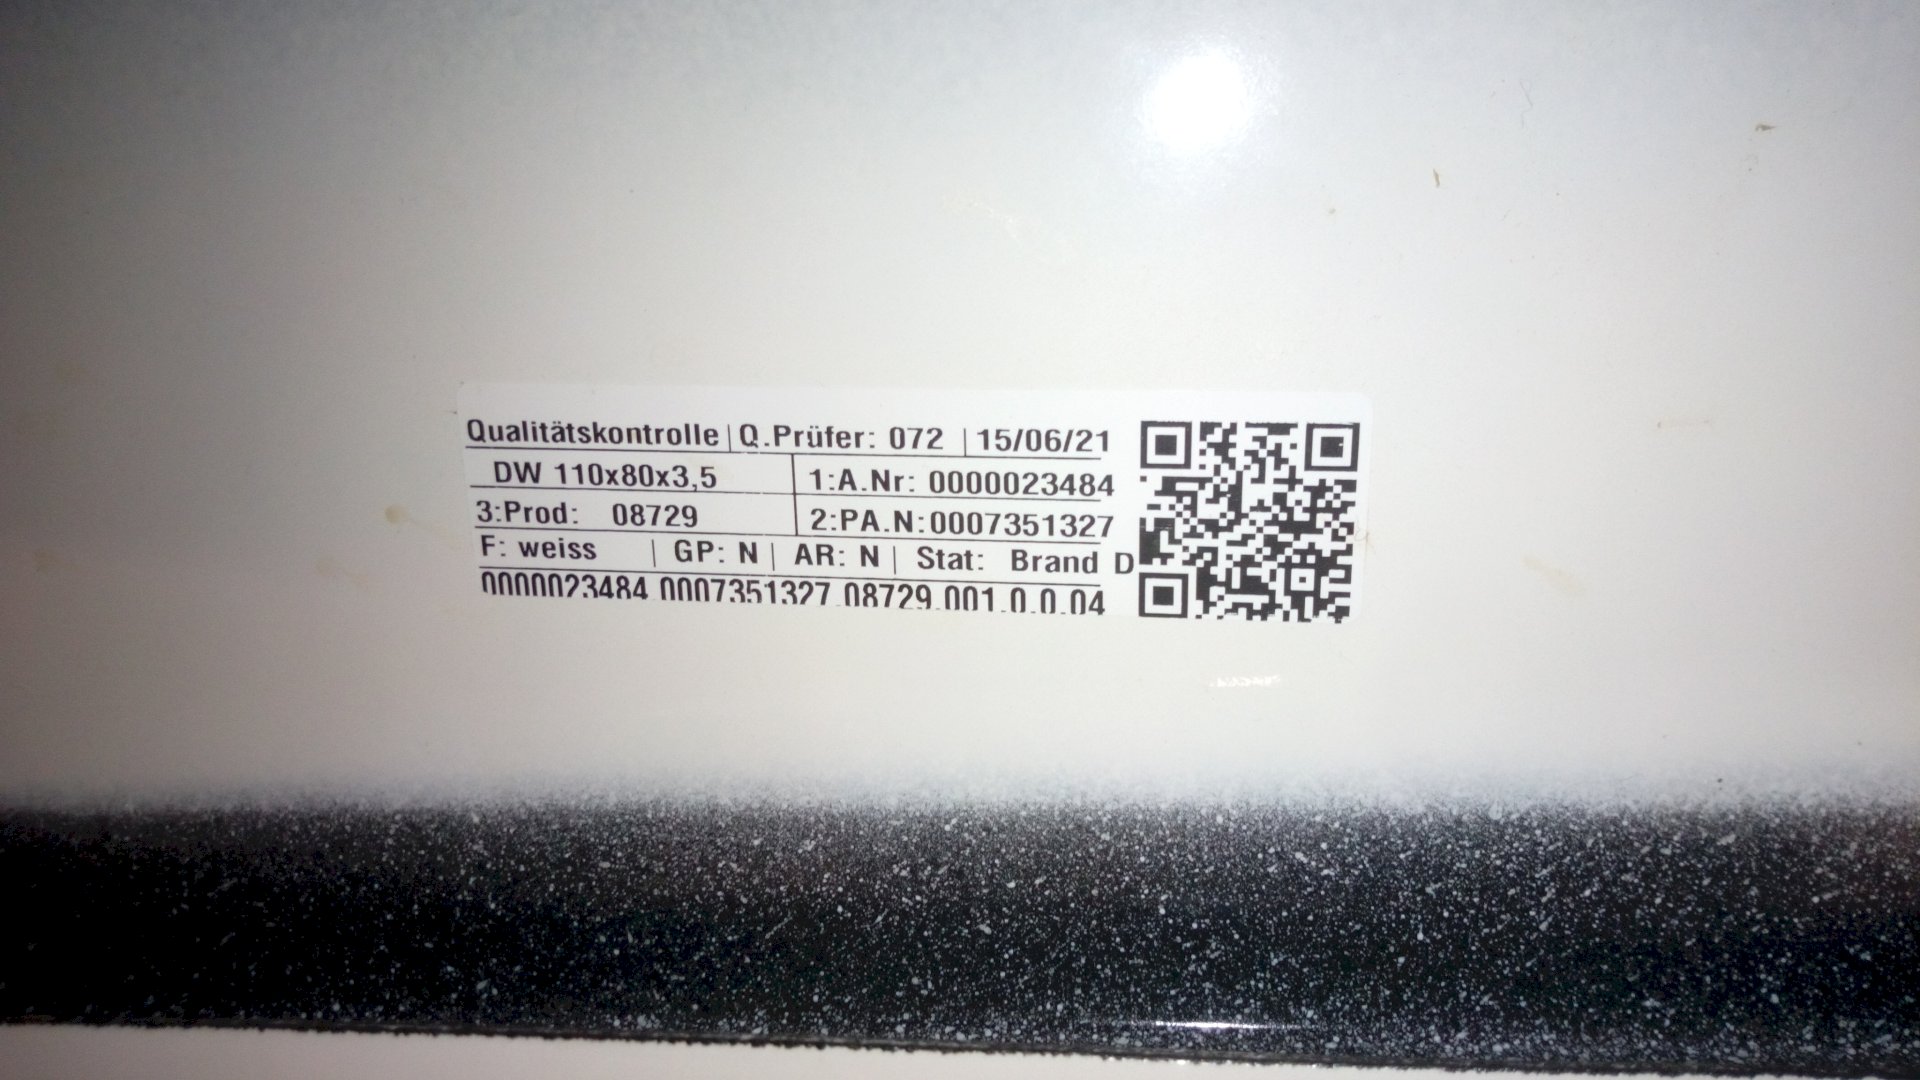 Qualitätskontrolle | Q.Prüfer: 072 | 15/06/21
DW 110x80x3,5 | 1:A.Nr: 0000023484
3:Prod: 08729 | 2:PA.N:0007351327
F: weiss | GP: N | AR: N | Stat: Brand D
0000023484.0007351327.08729.001.0.0.04